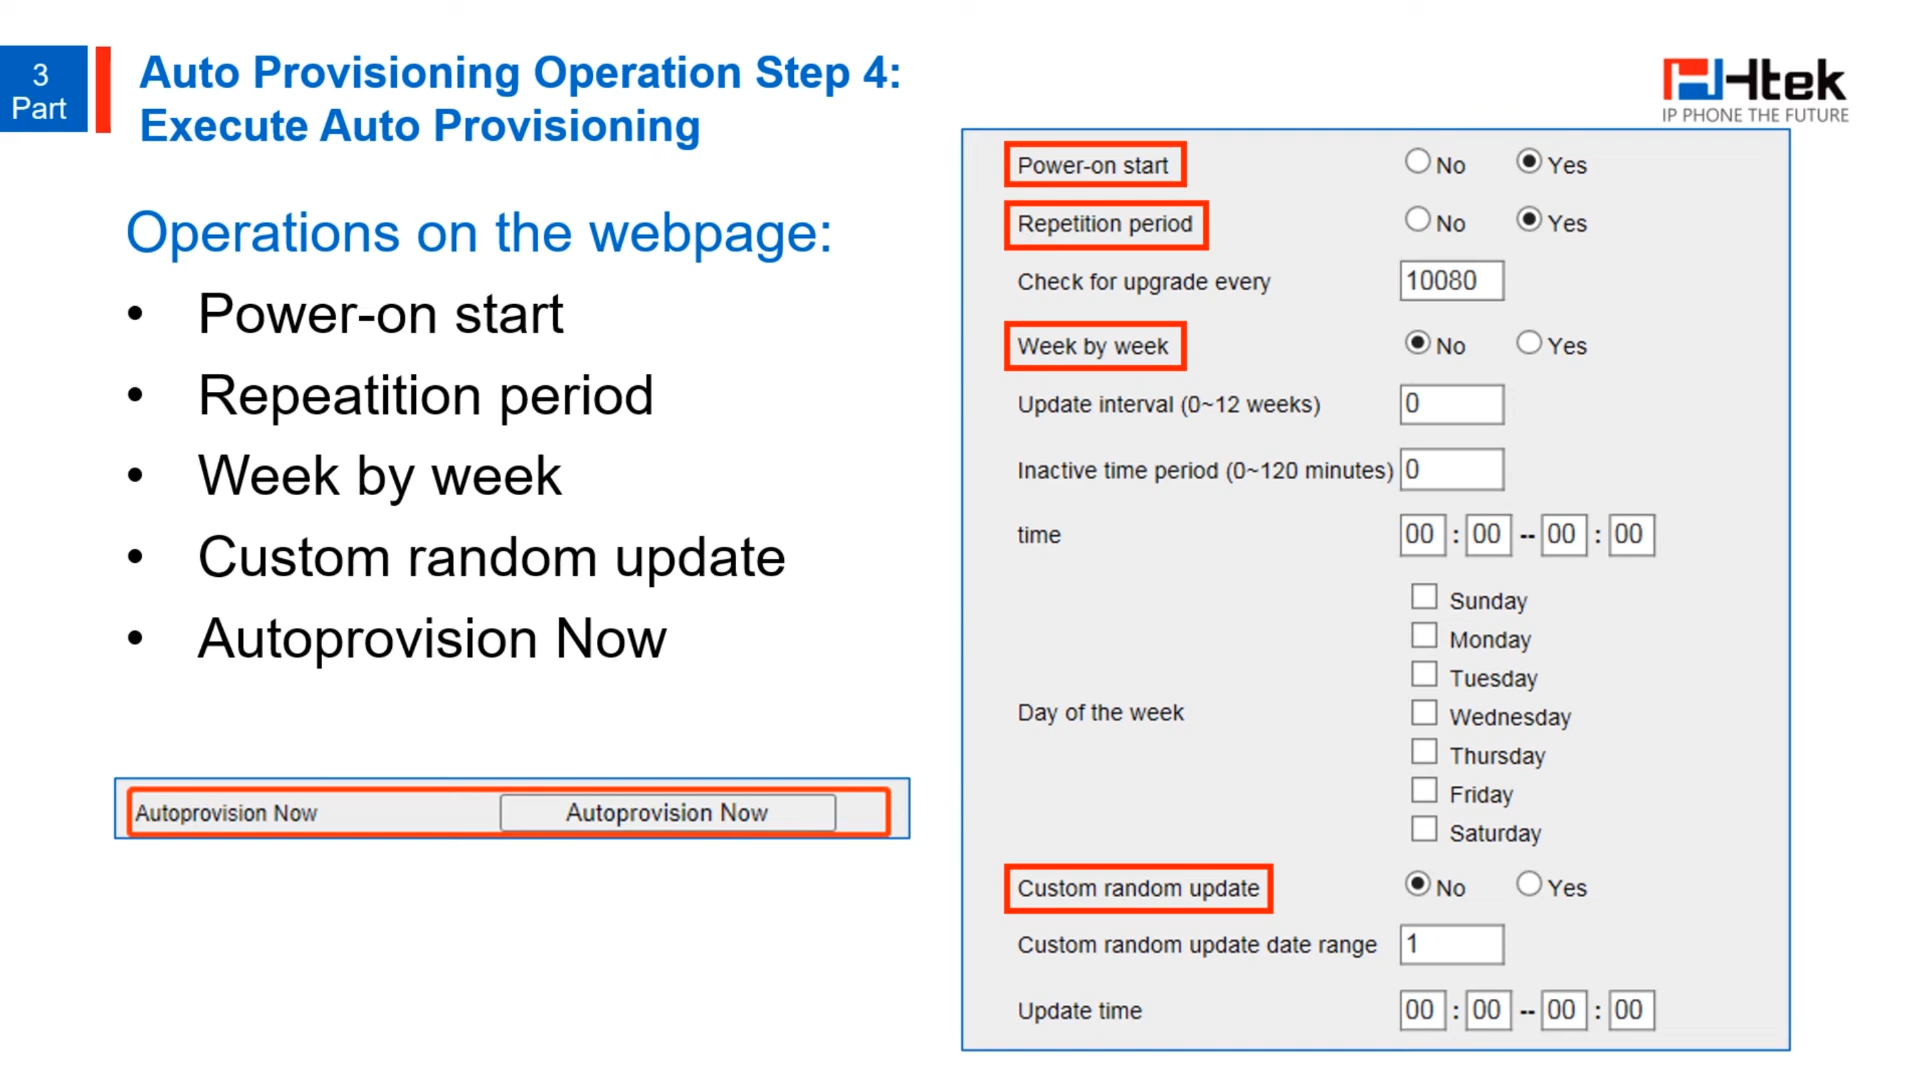 3
Part
Auto Provisioning Operation Step 4:
Execute Auto Provisioning
Htek
IP PHONE THE FUTURE
Operations on the webpage:
• Power-on start
• Repeatition period
• Week by week
• Custom random update
• Autoprovision Now
Autoprovision Now Autoprovision Now
Power-on start No Yes
Repetition period No Yes
Check for upgrade every 10080
Week by week No Yes
Update interval (0~12 weeks) 0
Inactive time period (0~120 minutes) 0
time 00 : 00 -- 00 : 00
Day of the week
Sunday
Monday
Tuesday
Wednesday
Thursday
Friday
Saturday
Custom random update No Yes
Custom random update date range 1
Update time 00 : 00 -- 00 : 00